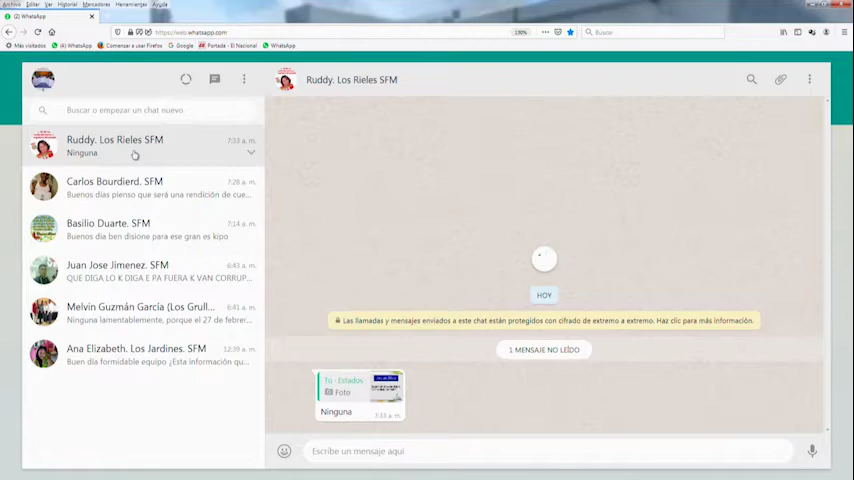 Archivo Editar Ver Historial Marcadores Herramientas Ayuda
(2) WhatsApp
https://web.whatsapp.com
130%
Buscar
Más visitados (4) WhatsApp Comenzar a usar Firefox Google Portada - El Nacional WhatsApp
Ruddy. Los Rieles SFM
Buscar o empezar un chat nuevo
Ruddy. Los Rieles SFM 7:33 a. m.
Ninguna
Carlos Bourdierd. SFM 7:28 a. m.
Buenos días pienso que será una rendición de cue...
Basilio Duarte. SFM 7:14 a. m.
Buenos día ben disione para ese gran es kipo
Juan Jose Jimenez. SFM 6:43 a. m.
QUE DIGA LO K DIGA E PA FUERA K VAN CORRUP...
Melvin Guzmán García (Los Grull... 6:41 a. m.
Ninguna lamentablemente, porque el 27 de febrer...
Ana Elizabeth. Los Jardines. SFM 12:39 a. m.
Buen día formidable equipo ¿Esta información qu...
HOY
Las llamadas y mensajes enviados a este chat están protegidos con cifrado de extremo a extremo. Haz clic para más información.
1 MENSAJE NO LEÍDO
Tú · Estados
Foto
Ninguna
7:33 a. m.
Escribe un mensaje aquí